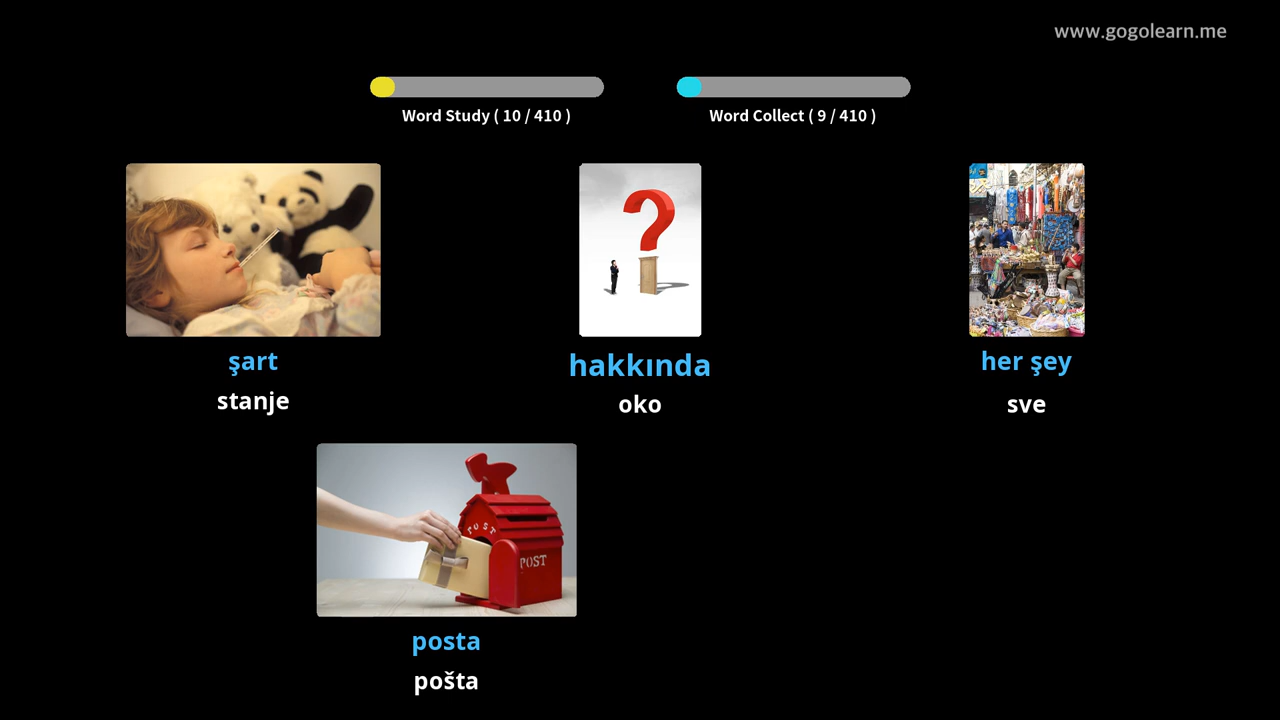 www.gogolearn.me
Word Study ( 10 / 410 )
Word Collect ( 9 / 410 )
şart
stanje
hakkında
oko
her şey
sve
POST
POST
posta
pošta